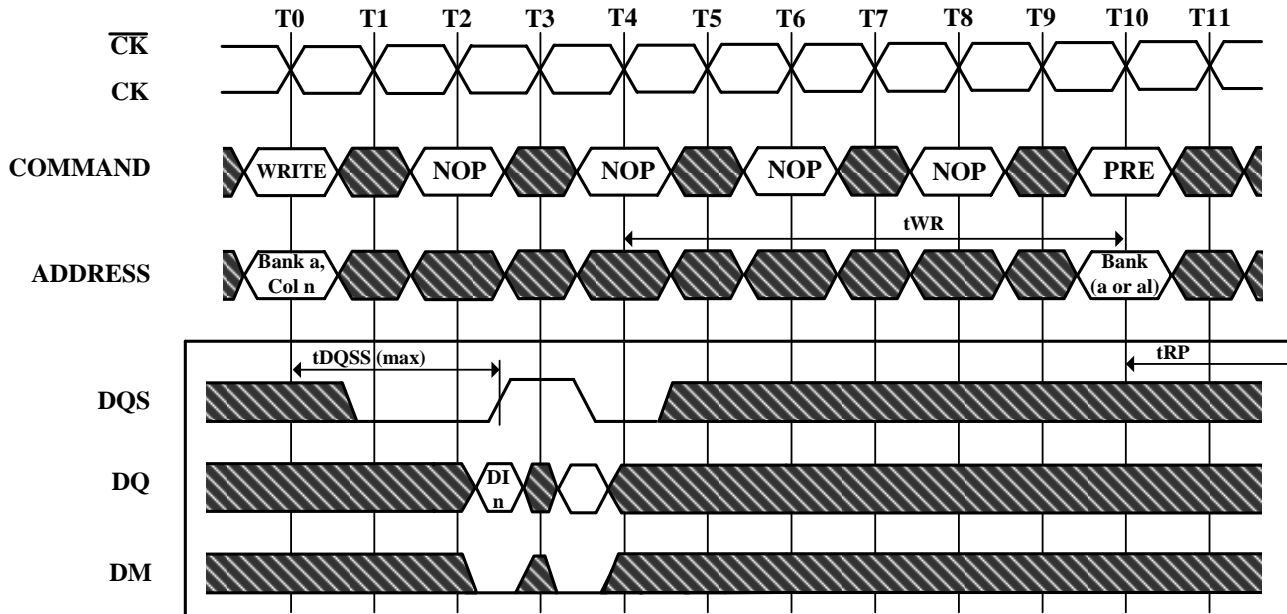 T0 T1 T2 T3 T4 T5 T6 T7 T8 T9 T10 T11
CK
CK
COMMAND WRITE NOP NOP NOP NOP PRE
tWR
ADDRESS Bank a, Bank
Col n (a or al)
tDQSS (max) tRP
DQS
DQ DI
n
DM